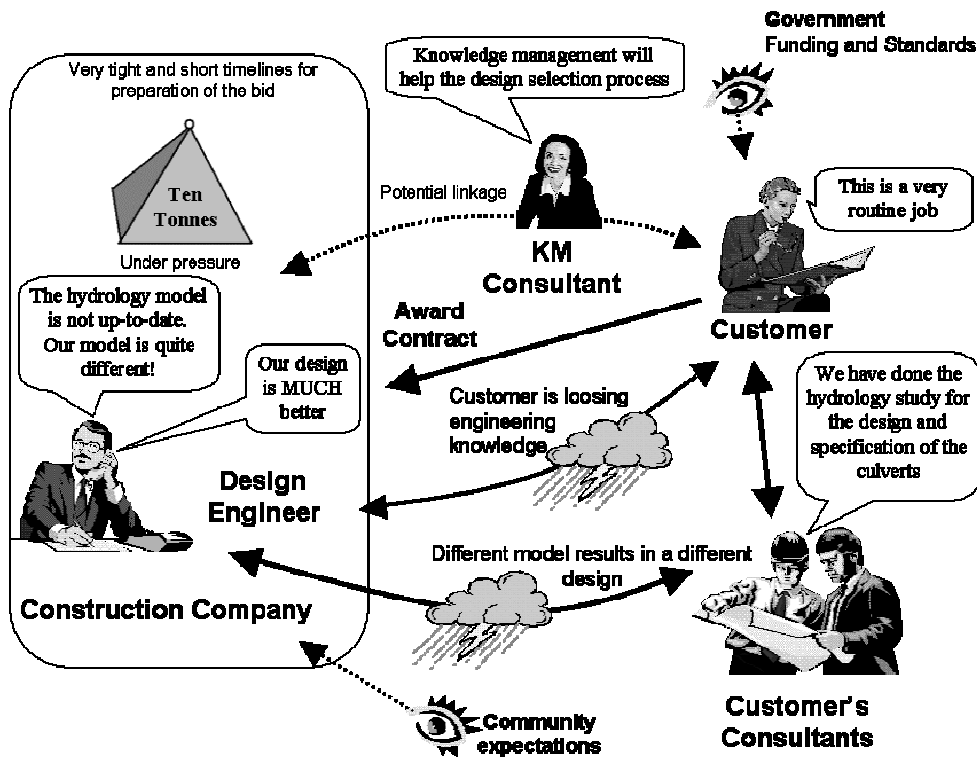 Government
Funding and Standards
Very tight and short timelines for
preparation of the bid
Knowledge management will
help the design selection process
Ten
Tonnes
Potential linkage
This is a very
routine job
Under pressure
KM
Consultant
The hydrology model
is not up-to-date.
Our model is quite
different!
Award
Contract
Customer
Our design
is MUCH
better
We have done the
hydrology study for
the design and
specification of the
culverts
Customer is loosing
engineering
knowledge
Design
Engineer
Different model results in a different
design
Construction Company
Customer's
Consultants
Community
expectations